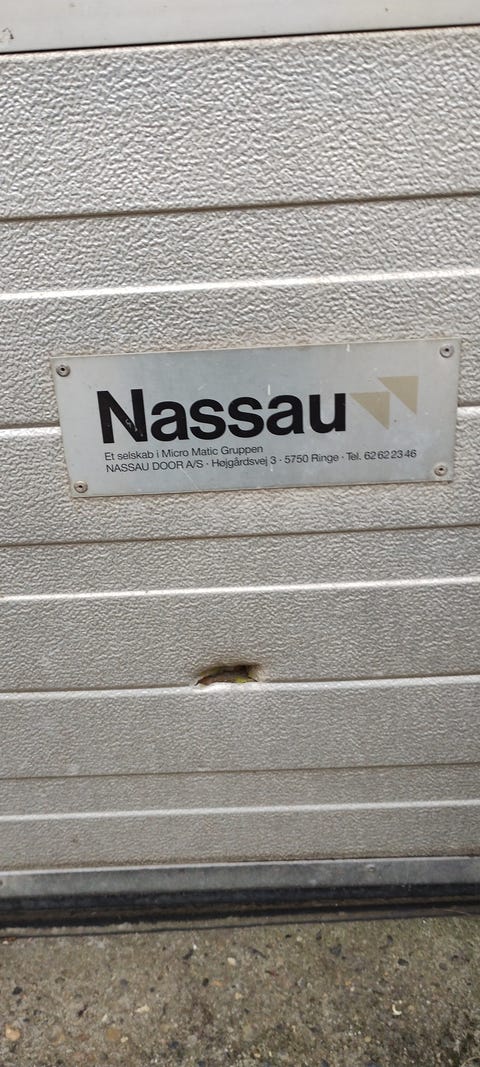 Nassau
Et selskab i Micro Matic Gruppen
NASSAU DOOR A/S · Højgårdsvej 3 · 5750 Ringe · Tel. 62 62 23 46